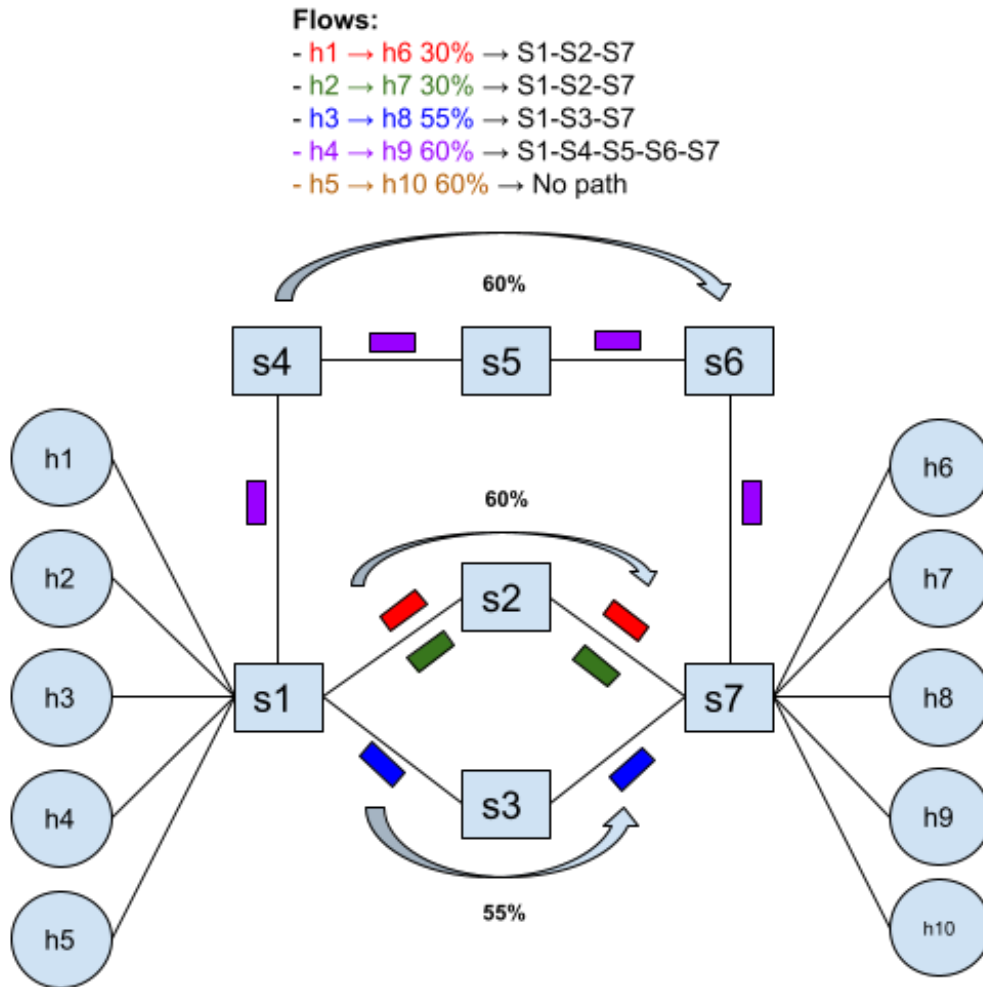 Flows:
- h1 → h6 30% → S1-S2-S7
- h2 → h7 30% → S1-S2-S7
- h3 → h8 55% → S1-S3-S7
- h4 → h9 60% → S1-S4-S5-S6-S7
- h5 → h10 60% → No path
60%
s4
s5
s6
h1
h6
60%
h2
h7
s2
h3
s1
s7
h8
s3
h4
h9
55%
h5
h10